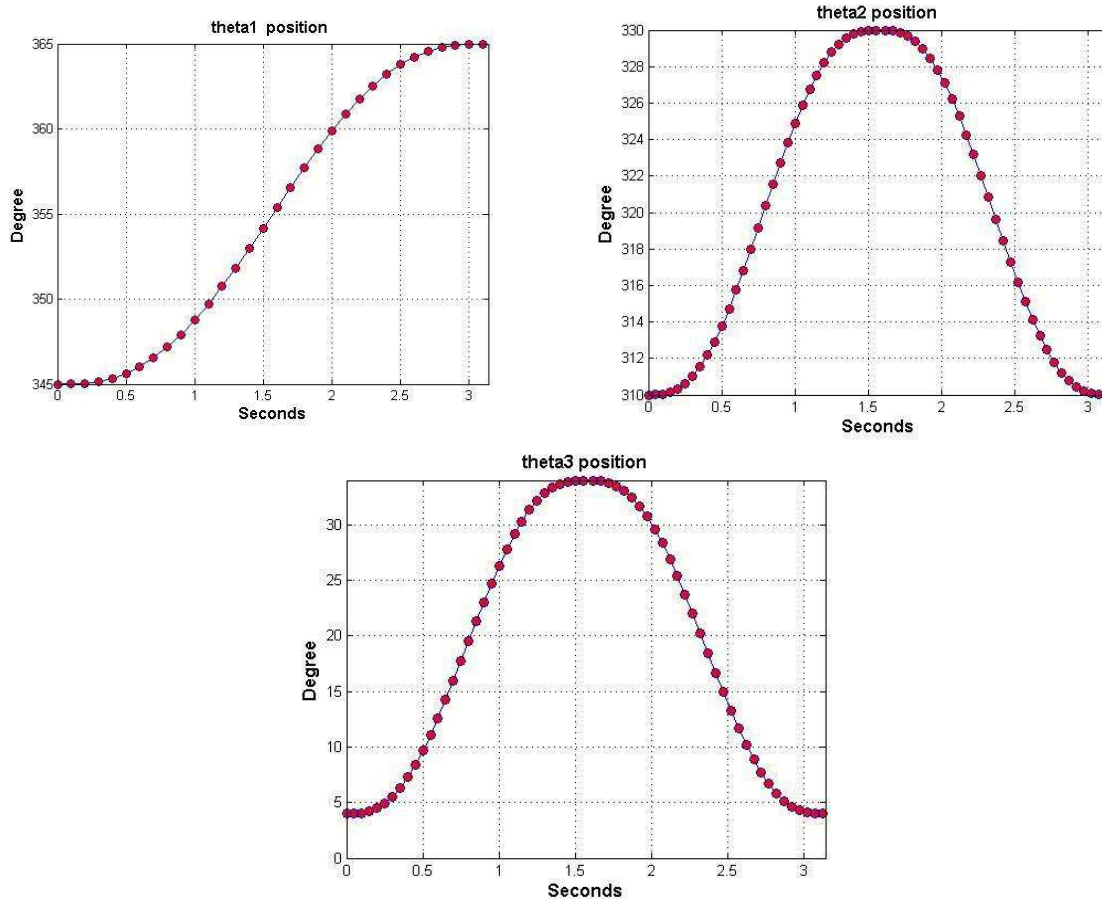 theta1 position
365
360
355
350
345
Degree
0 0.5 1 1.5 2 2.5 3
Seconds
theta2 position
330
328
326
324
322
320
318
316
314
312
310
Degree
0 0.5 1 1.5 2 2.5 3
Seconds
theta3 position
30
25
20
15
10
5
0
Degree
0 0.5 1 1.5 2 2.5 3
Seconds